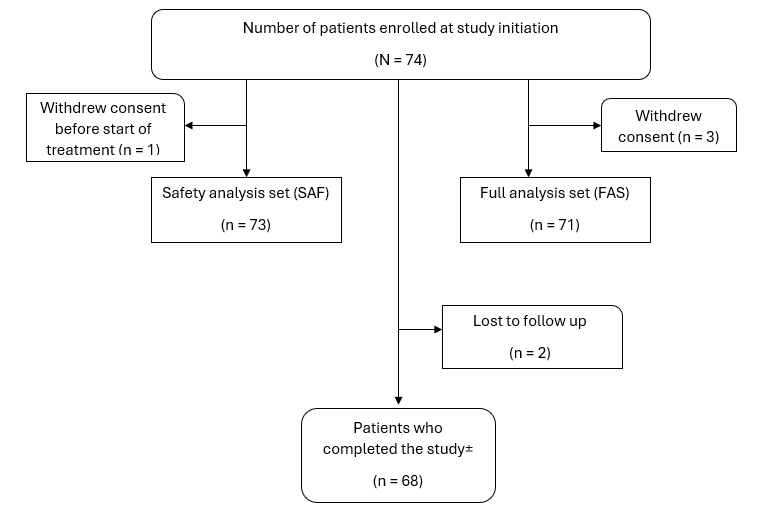 Number of patients enrolled at study initiation
(N = 74)
Withdrew consent
before start of
treatment (n = 1)
Withdrew
consent (n = 3)
Safety analysis set (SAF)
(n = 73)
Full analysis set (FAS)
(n = 71)
Lost to follow up
(n = 2)
Patients who
completed the study±
(n = 68)